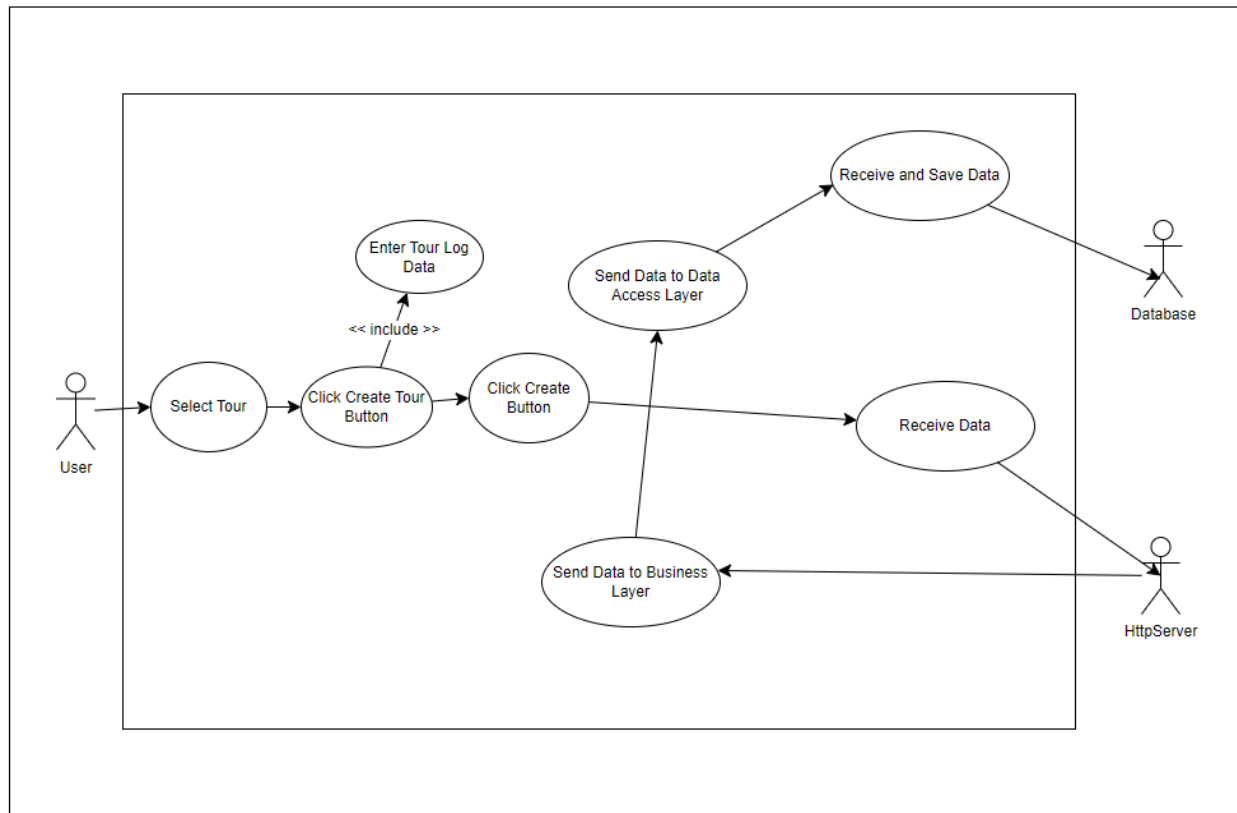 Receive and Save Data
Enter Tour Log
Data
Send Data to Data
Access Layer
Database
<< include >>
User
Select Tour
Click Create Tour
Button
Click Create
Button
Receive Data
Send Data to Business
Layer
HttpServer